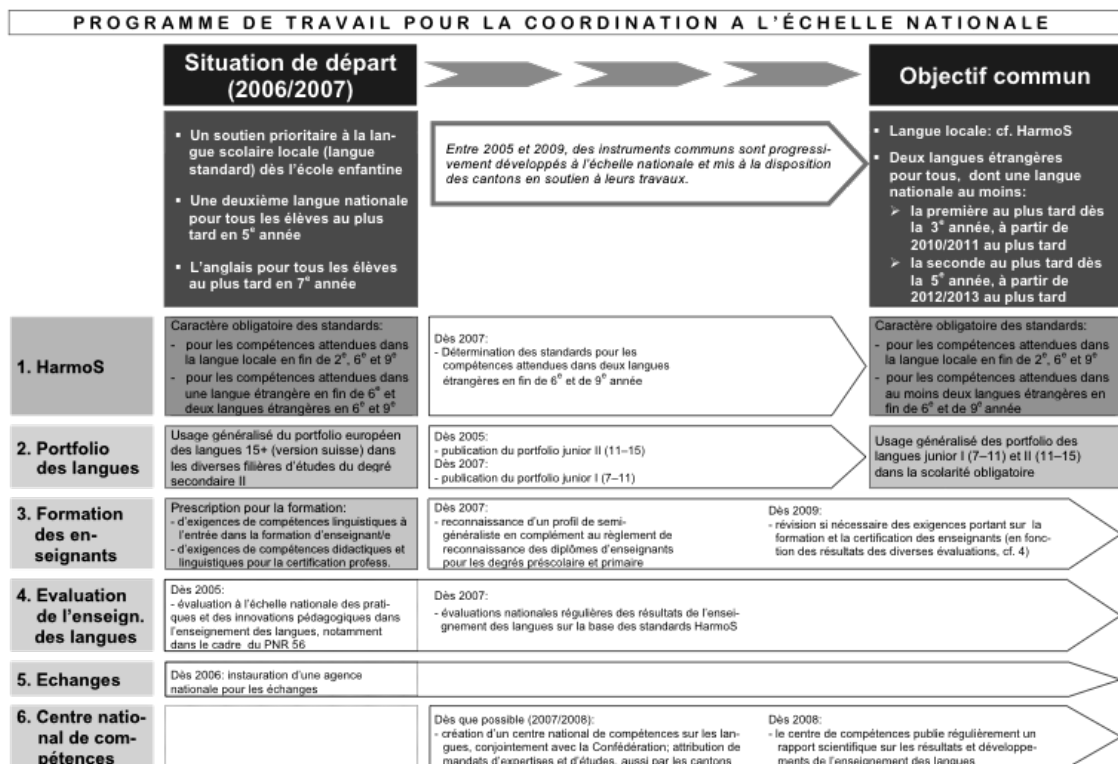 PROGRAMME DE TRAVAIL POUR LA COORDINATION A L'ÉCHELLE NATIONALE
Situation de départ
(2006/2007)
Objectif commun
▪ Un soutien prioritaire à la lan-
gue scolaire locale (langue
standard) dès l'école enfantine
▪ Une deuxième langue nationale
pour tous les élèves au plus
tard en 5e année
▪ L'anglais pour tous les élèves
au plus tard en 7e année
Entre 2005 et 2009, des instruments communs sont progressi-
vement développés à l'échelle nationale et mis à la disposition
des cantons en soutien à leurs travaux.
▪ Langue locale: cf. HarmoS
▪ Deux langues étrangères
pour tous, dont une langue
nationale au moins:
➢ la première au plus tard dès
la 3e année, à partir de
2010/2011 au plus tard
➢ la seconde au plus tard dès
la 5e année, à partir de
2012/2013 au plus tard
1. HarmoS
Caractère obligatoire des standards:
- pour les compétences attendues dans
la langue locale en fin de 2e, 6e et 9e
- pour les compétences attendues dans
une langue étrangère en fin de 6e et
deux langues étrangères en 6e et 9e
Dès 2007:
- Détermination des standards pour les
compétences attendues dans deux langues
étrangères en fin de 6e et de 9e année
Caractère obligatoire des standards:
- pour les compétences attendues dans
la langue locale en fin de 2e, 6e et 9e
- pour les compétences attendues dans
au moins deux langues étrangères en
fin de 6e et de 9e année
2. Portfolio
des langues
Usage généralisé du portfolio européen
des langues 15+ (version suisse) dans
les diverses filières d'études du degré
secondaire II
Dès 2005:
- publication du portfolio junior II (11–15)
Dès 2007:
- publication du portfolio junior I (7–11)
Usage généralisé des portfolio des
langues junior I (7–11) et II (11–15)
dans la scolarité obligatoire
3. Formation
des en-
seignants
Prescription pour la formation:
- d'exigences de compétences linguistiques à
l'entrée dans la formation d'enseignant/e
- d'exigences de compétences didactiques et
linguistiques pour la certification profess.
Dès 2007:
- reconnaissance d'un profil de semi-
généraliste en complément au règlement de
reconnaissance des diplômes d'enseignants
pour les degrés préscolaire et primaire
Dès 2009:
- révision si nécessaire des exigences portant sur la
formation et la certification des enseignants (en fonc-
tion des résultats des diverses évaluations, cf. 4)
4. Evaluation
de l'enseign.
des langues
Dès 2005:
- évaluation à l'échelle nationale des prati-
ques et des innovations pédagogiques dans
l'enseignement des langues, notamment
dans le cadre du PNR 56
Dès 2007:
- évaluations nationales régulières des résultats de l'ensei-
gnement des langues sur la base des standards HarmoS
5. Echanges
Dès 2006: instauration d'une agence
nationale pour les échanges
6. Centre natio-
nal de com-
pétences
Dès que possible (2007/2008):
- création d'un centre national de compétences sur les lan-
gues, conjointement avec la Confédération; attribution de
mandats d'expertises et d'études, aussi par les cantons
Dès 2008:
- le centre de compétences publie régulièrement un
rapport scientifique sur les résultats et développe-
ments de l'enseignement des langues